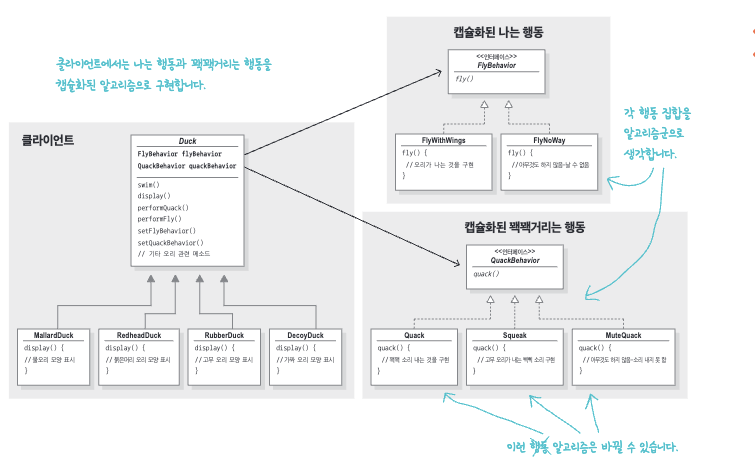 캡슐화된 나는 행동
클라이언트에서는 나는 행동과 꽥꽥거리는 행동을
캡슐화된 알고리즘으로 구현합니다.
<<인터페이스>>
FlyBehavior
fly()
각 행동 집합을
알고리즘군으로
생각합니다.
FlyWithWings
fly() {
// 오리가 나는 것을 구현
}
FlyNoWay
fly() {
// 아무것도 하지 않음-날 수 없음
}
클라이언트
Duck
FlyBehavior flyBehavior
QuackBehavior quackBehavior
swim()
display()
performQuack()
performFly()
setFlyBehavior()
setQuackBehavior()
// 기타 오리 관련 메소드
캡슐화된 꽥꽥거리는 행동
<<인터페이스>>
QuackBehavior
quack()
MallardDuck
display() {
// 물오리 모양 표시
}
RedheadDuck
display() {
// 붉은머리 오리 모양 표시
}
RubberDuck
display() {
// 고무 오리 모양 표시
}
DecoyDuck
display() {
// 가짜 오리 모양 표시
}
Quack
quack() {
// 꽥꽥 소리 내는 것을 구현
}
Squeak
quack() {
// 고무 오리가 내는 삑삑 소리 구현
}
MuteQuack
quack() {
// 아무것도 하지 않음-소리 내지 못 함
}
이런 행동 알고리즘은 바뀔 수 있습니다.